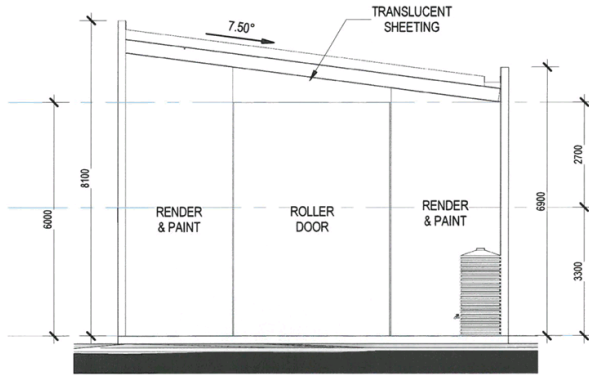 7.50°
TRANSLUCENT
SHEETING
8100
6000
2700
6900
3300
RENDER
& PAINT
ROLLER
DOOR
RENDER
& PAINT